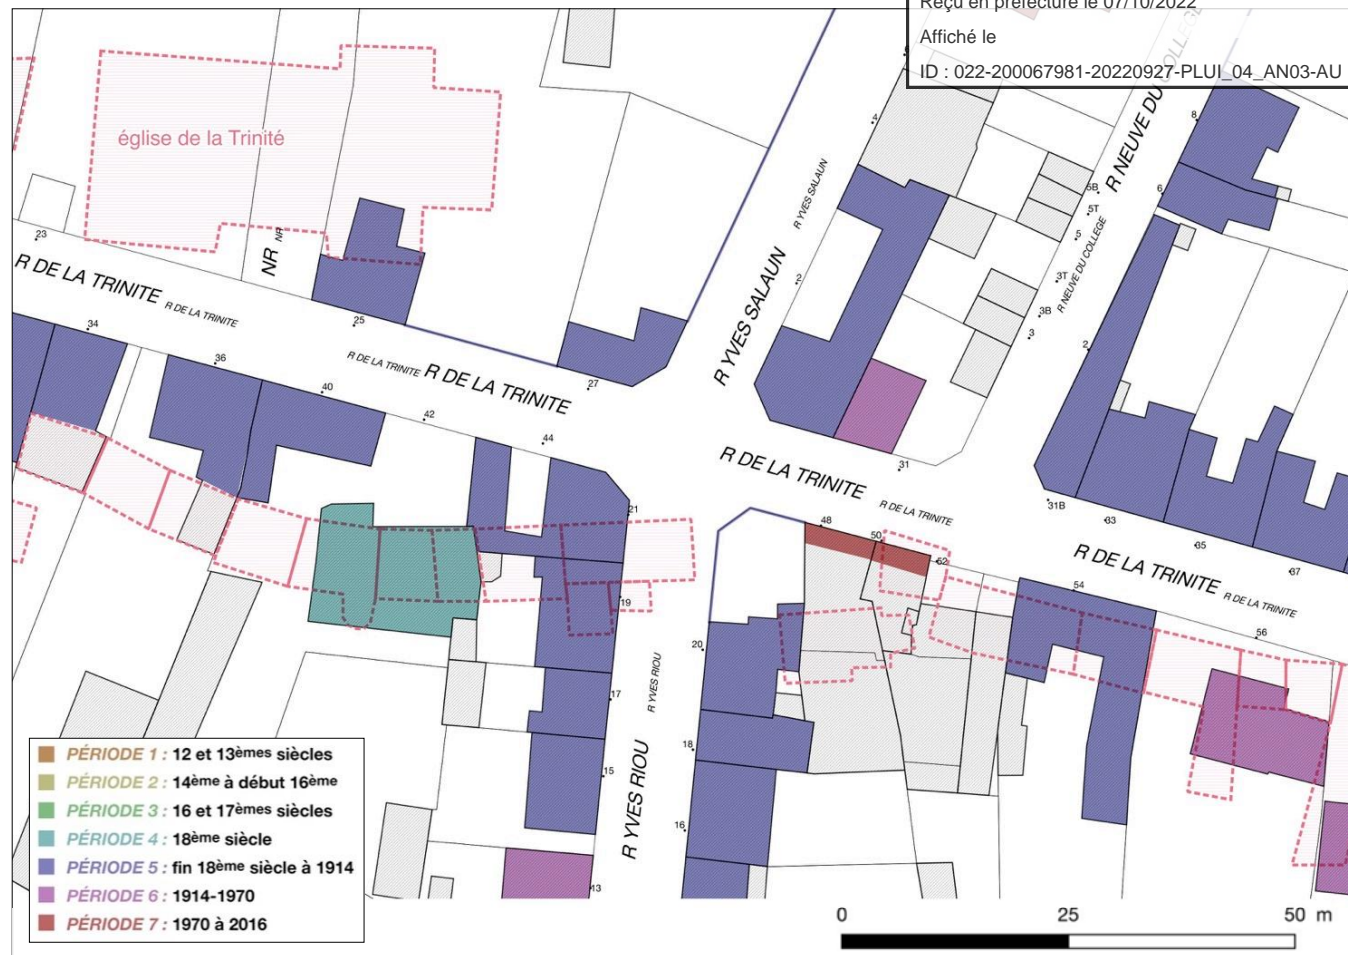 Reçu en préfecture le 07/10/2022
Affiché le
ID : 022-200067981-20220927-PLUI_04_AN03-AU
église de la Trinité
4
8
R NEUVE DU COLLEGE
R YVES SALAUN
5B
6
5T
5
23
NR NR
R DE LA TRINITE R DE LA TRINITE
R YVES SALAUN
2
3T
R NEUVE DU COLLEGE
3B
3
2
34
25
36
R DE LA TRINITE R DE LA TRINITE
27
40
42
44
R DE LA TRINITE R DE LA TRINITE
31
31B
33
35
37
21
48
50
52
R DE LA TRINITE R DE LA TRINITE
54
56
19
20
17
R YVES RIOU
18
15
R YVES RIOU
16
13
PÉRIODE 1 : 12 et 13èmes siècles
PÉRIODE 2 : 14ème à début 16ème
PÉRIODE 3 : 16 et 17èmes siècles
PÉRIODE 4 : 18ème siècle
PÉRIODE 5 : fin 18ème siècle à 1914
PÉRIODE 6 : 1914-1970
PÉRIODE 7 : 1970 à 2016
0 25 50 m